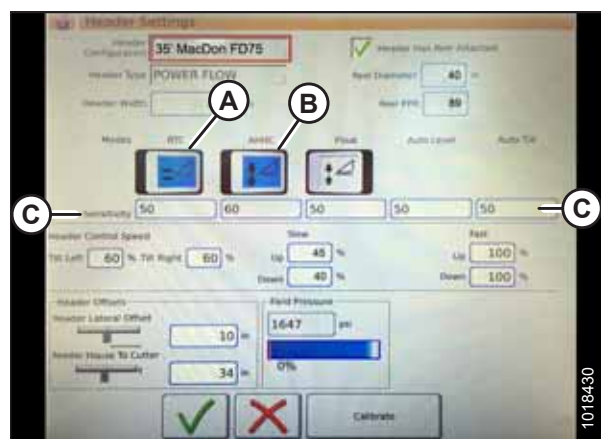 Header Settings
Header Configuration 35' MacDon FD75 Header Has Reel Attached
Header Type POWER FLOW Reel Diameter 40 in
Header Width Reel PPR 89
A B
Modes RTC AHHC Float Auto Level Auto Tilt
C Sensitivity 50 60 50 50 50 C
Header Control Speed Slow Fast
Tilt Left 60 % Tilt Right 60 % Up 45 % Up 100 %
Down 40 % Down 100 %
Header Offsets Field Pressure
Header Lateral Offset 1647 psi
10 in
Header House To Cutter 0%
34 in
Calibrate
1018430